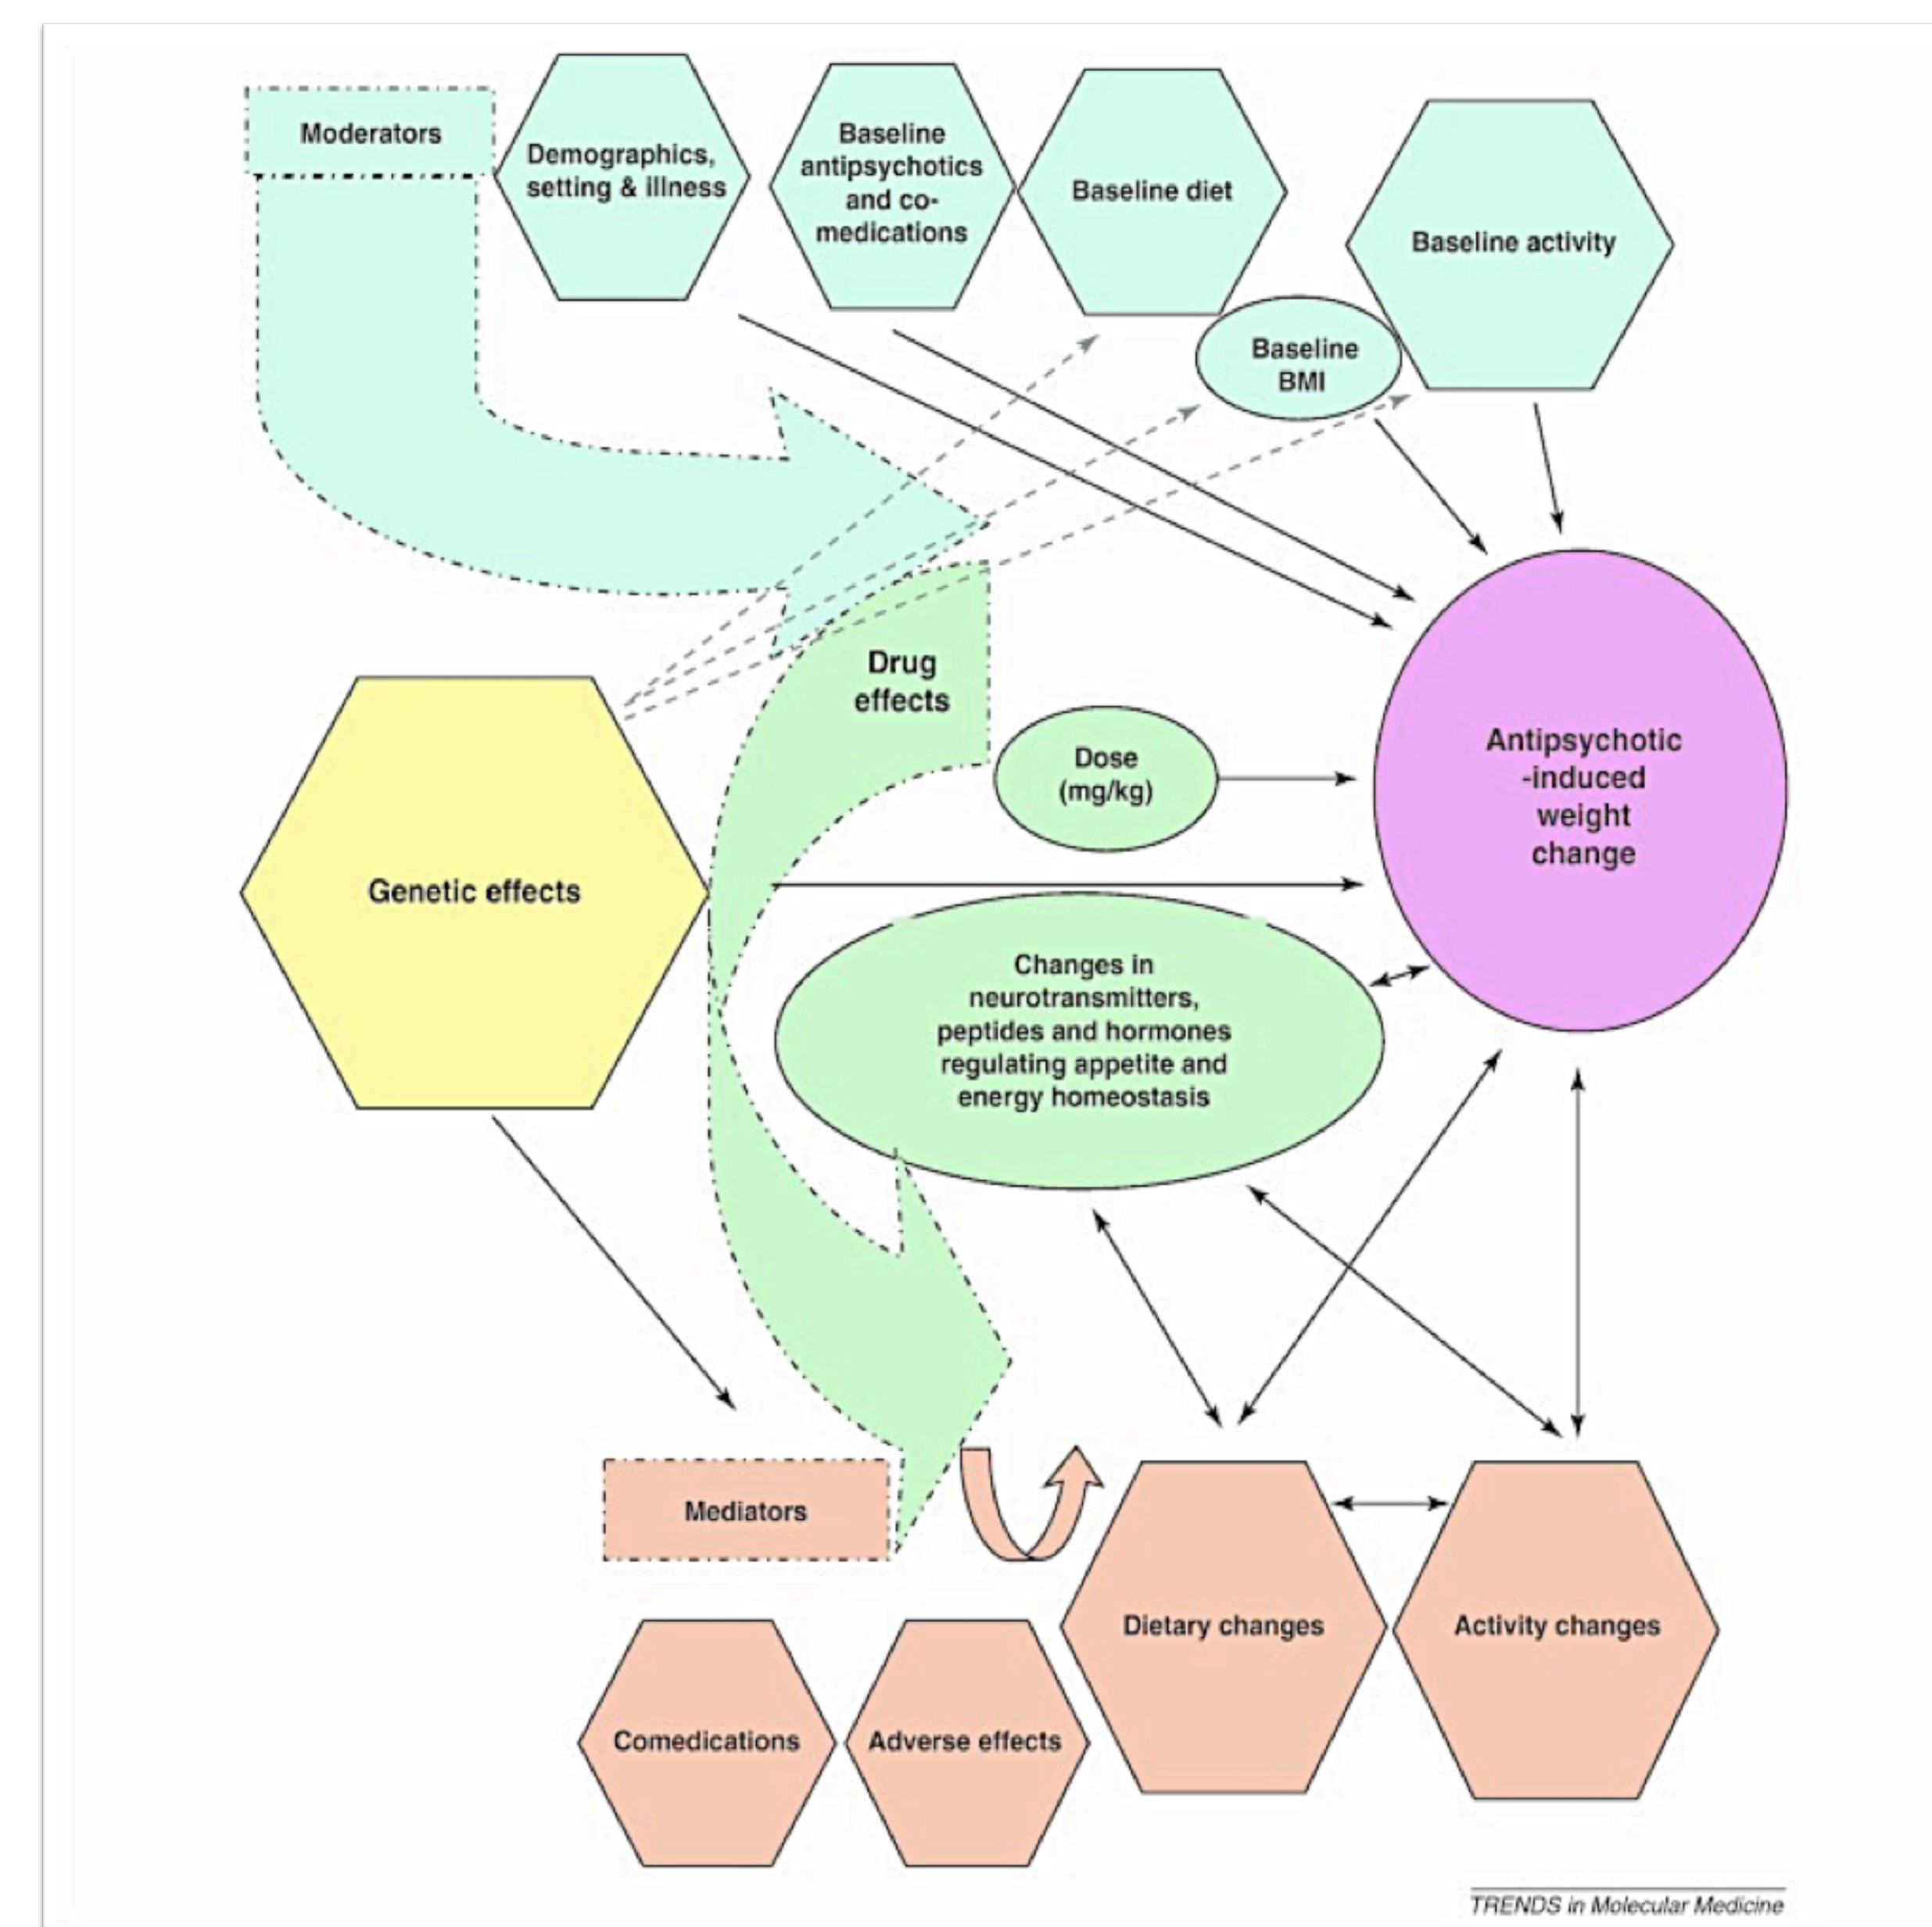 Moderators
Demographics,
setting & illness
Baseline
antipsychotics
and co-
medications
Baseline diet
Baseline activity
Baseline
BMI
Drug
effects
Dose
(mg/kg)
Antipsychotic
-induced
weight
change
Genetic effects
Changes in
neurotransmitters,
peptides and hormones
regulating appetite and
energy homeostasis
Mediators
Dietary changes
Activity changes
Comedications
Adverse effects
TRENDS in Molecular Medicine